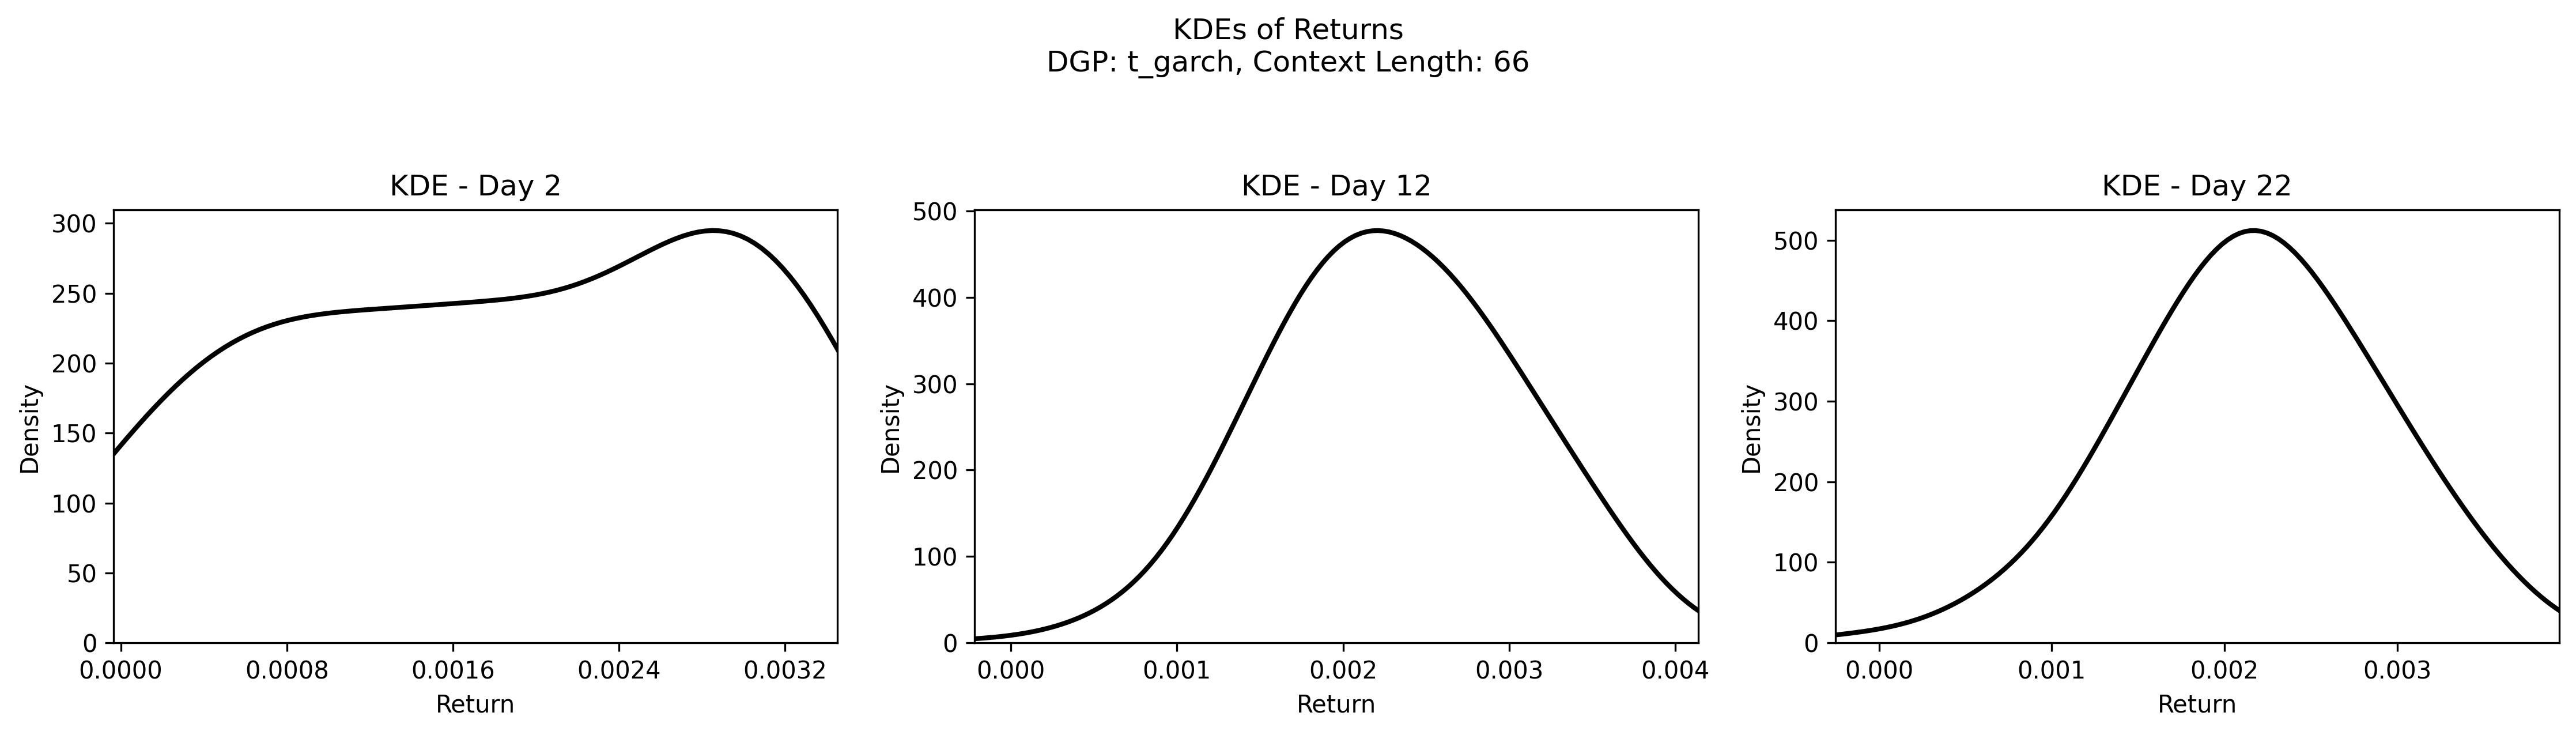 KDEs of Returns
DGP: t_garch, Context Length: 66
KDE - Day 2
300
250
200
150
100
50
0
Density
0.0000 0.0008 0.0016 0.0024 0.0032
Return
KDE - Day 12
500
400
300
200
100
0
Density
0.000 0.001 0.002 0.003 0.004
Return
KDE - Day 22
500
400
300
200
100
0
Density
0.000 0.001 0.002 0.003
Return